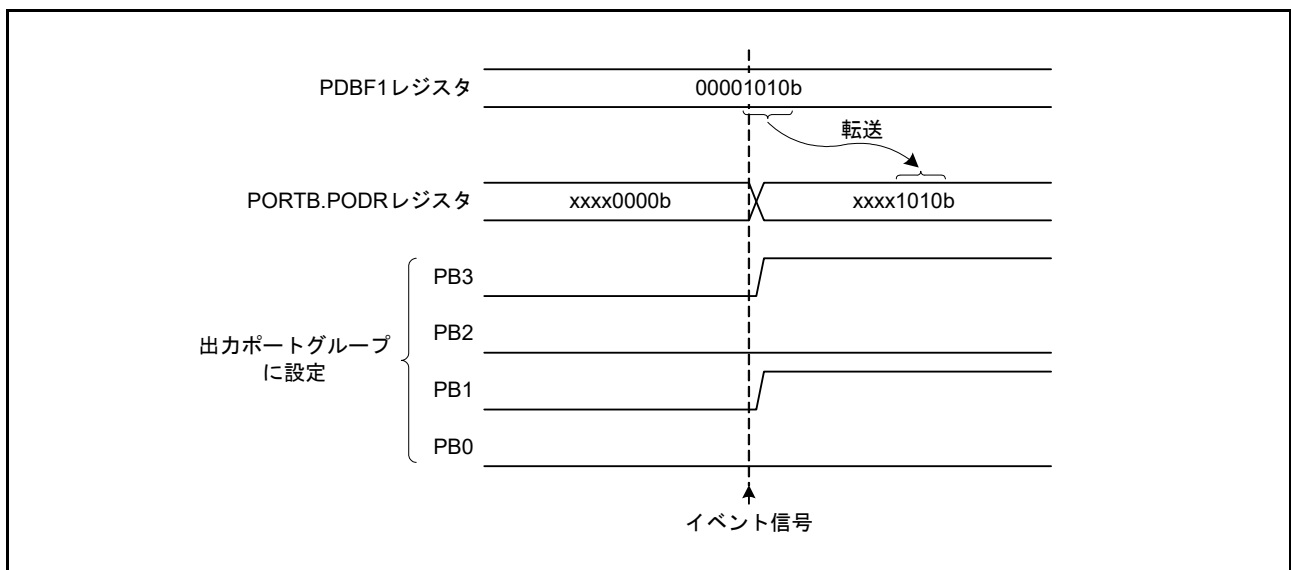 PDBF1レジスタ
00001010b
転送
PORTB.PODRレジスタ
xxxx0000b
xxxx1010b
PB3
PB2
出力ポートグループ
に設定
PB1
PB0
イベント信号